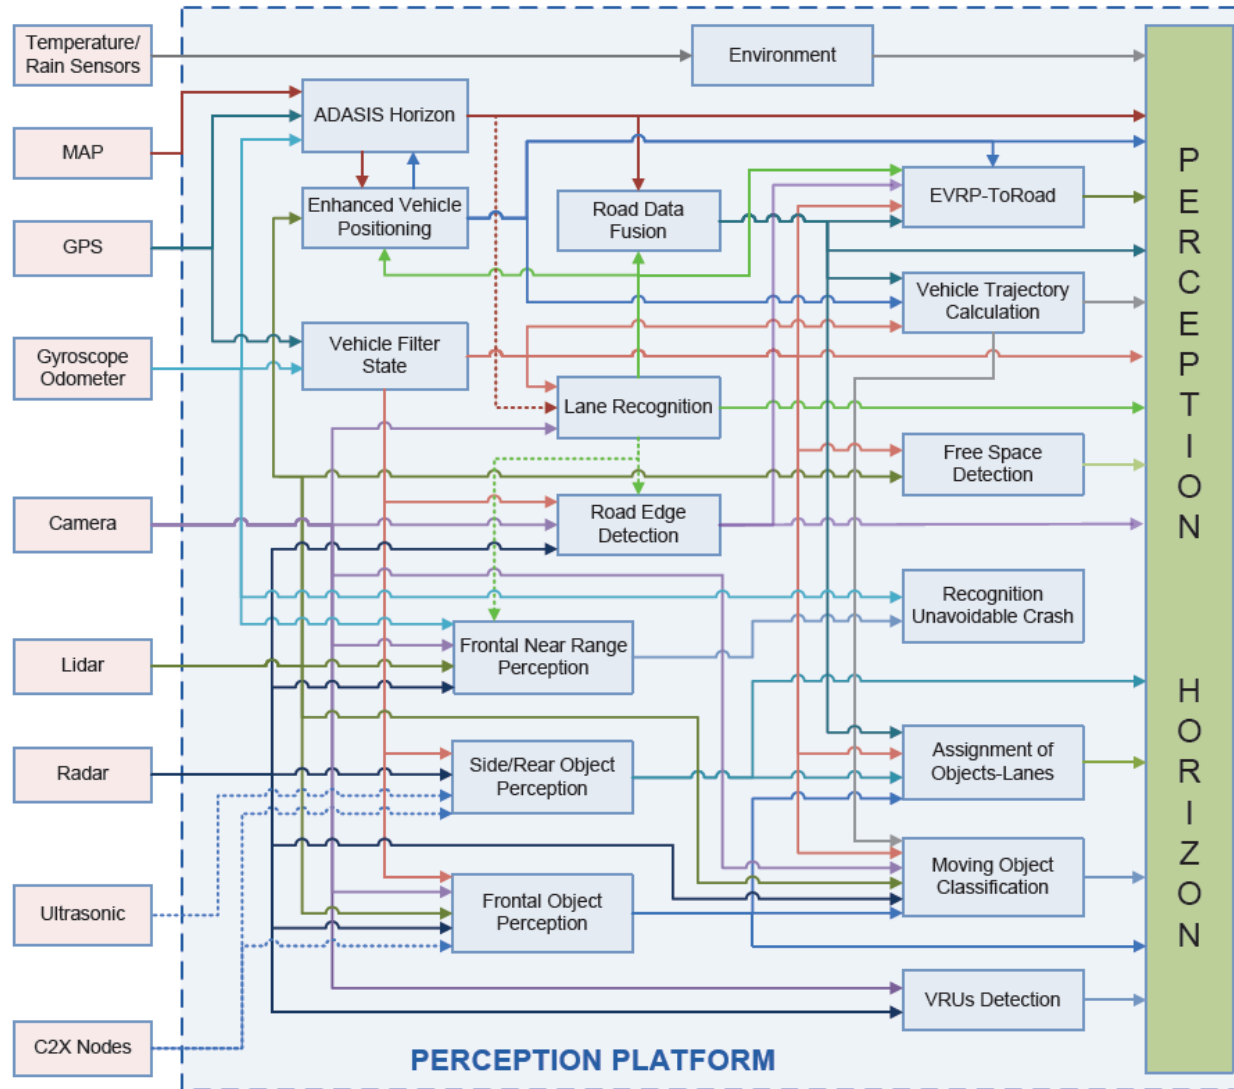 Temperature/
Rain Sensors
Environment
ADASIS Horizon
MAP
Enhanced Vehicle
Positioning
Road Data
Fusion
EVRP-ToRoad
GPS
Vehicle Trajectory
Calculation
Gyroscope
Odometer
Vehicle Filter
State
Lane Recognition
Free Space
Detection
Camera
Road Edge
Detection
Recognition
Unavoidable Crash
Lidar
Frontal Near Range
Perception
Radar
Side/Rear Object
Perception
Assignment of
Objects-Lanes
Ultrasonic
Frontal Object
Perception
Moving Object
Classification
VRUs Detection
C2X Nodes
PERCEPTION PLATFORM
P
E
R
C
E
P
T
I
O
N
H
O
R
I
Z
O
N